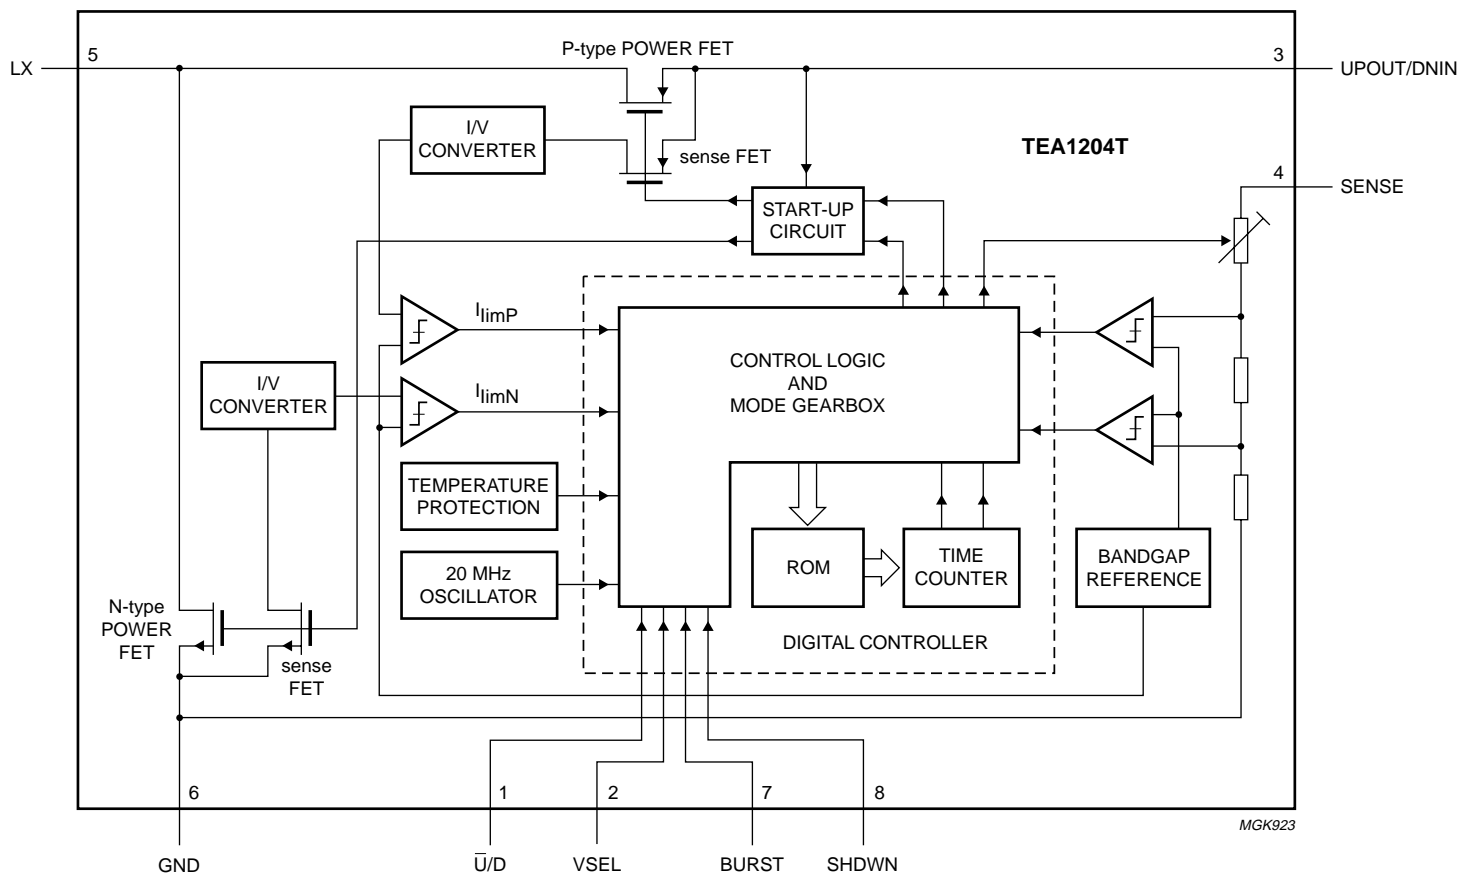 P-type POWER FET
5
3
LX
UPOUT/DNIN
I/V
CONVERTER
TEA1204T
sense FET
4
SENSE
START-UP
CIRCUIT
IlimP
CONTROL LOGIC
AND
MODE GEARBOX
I/V
CONVERTER
IlimN
TEMPERATURE
PROTECTION
ROM
TIME
COUNTER
BANDGAP
REFERENCE
20 MHz
OSCILLATOR
N-type
POWER
FET
sense
FET
DIGITAL CONTROLLER
6
1
2
7
8
MGK923
GND
U̅/D
VSEL
BURST
SHDWN